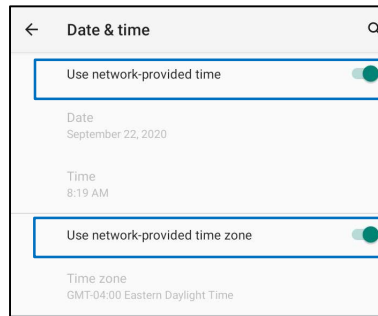 Date & time
Use network-provided time
Date
September 22, 2020
Time
8:19 AM
Use network-provided time zone
Time zone
GMT-04:00 Eastern Daylight Time